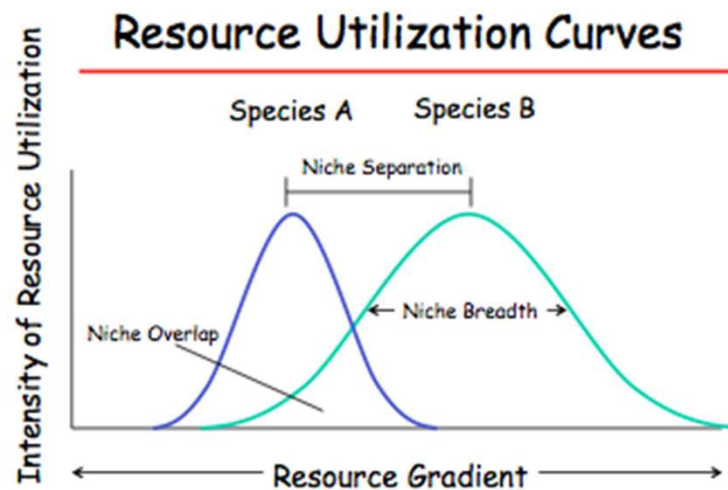 Resource Utilization Curves
Species A
Species B
Niche Separation
Intensity of Resource Utilization
Niche Breadth
Niche Overlap
Resource Gradient